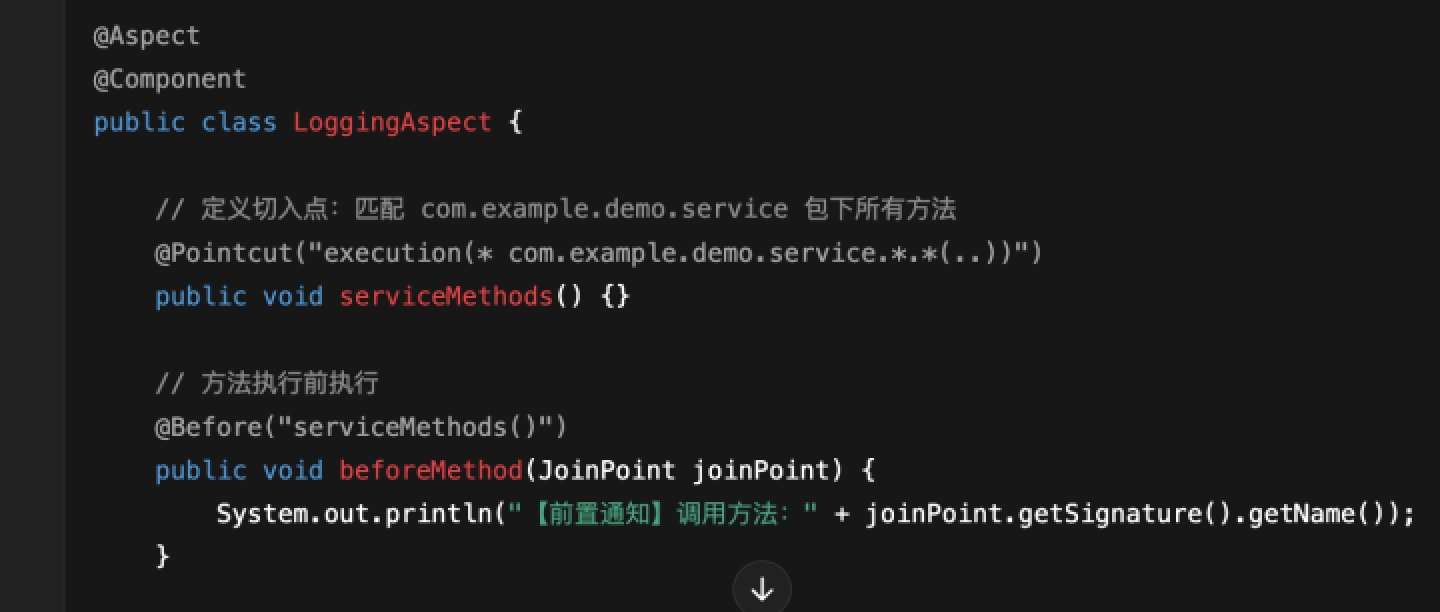 @Aspect
@Component
public class LoggingAspect {
// 定义切入点：匹配 com.example.demo.service 包下所有方法
@Pointcut("execution(* com.example.demo.service.*.*(..))")
public void serviceMethods() {}
// 方法执行前执行
@Before("serviceMethods()")
public void beforeMethod(JoinPoint joinPoint) {
System.out.println("【前置通知】调用方法：" + joinPoint.getSignature().getName());
}